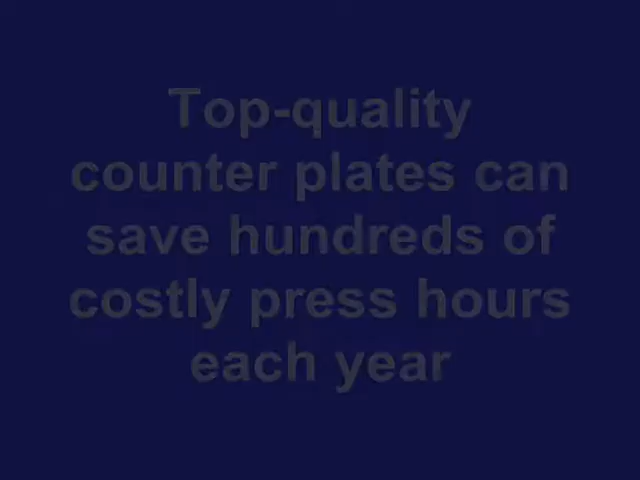 Top-quality
counter plates can
save hundreds of
costly press hours
each year